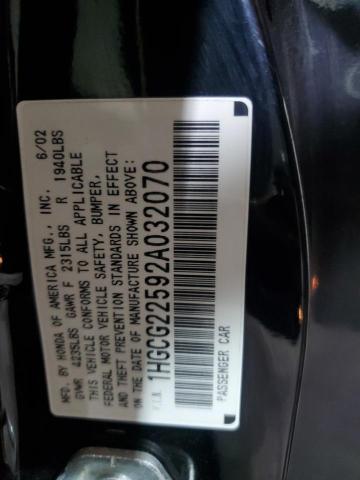 MFD. BY HONDA OF AMERICA MFG., INC. 6/02
GVWR 4235LBS GAWR F 2315LBS R 1940LBS
THIS VEHICLE CONFORMS TO ALL APPLICABLE
FEDERAL MOTOR VEHICLE SAFETY, BUMPER,
AND THEFT PREVENTION STANDARDS IN EFFECT
ON THE DATE OF MANUFACTURE SHOWN ABOVE.
V.I.N. 1HGCG22592A032070
PASSENGER CAR